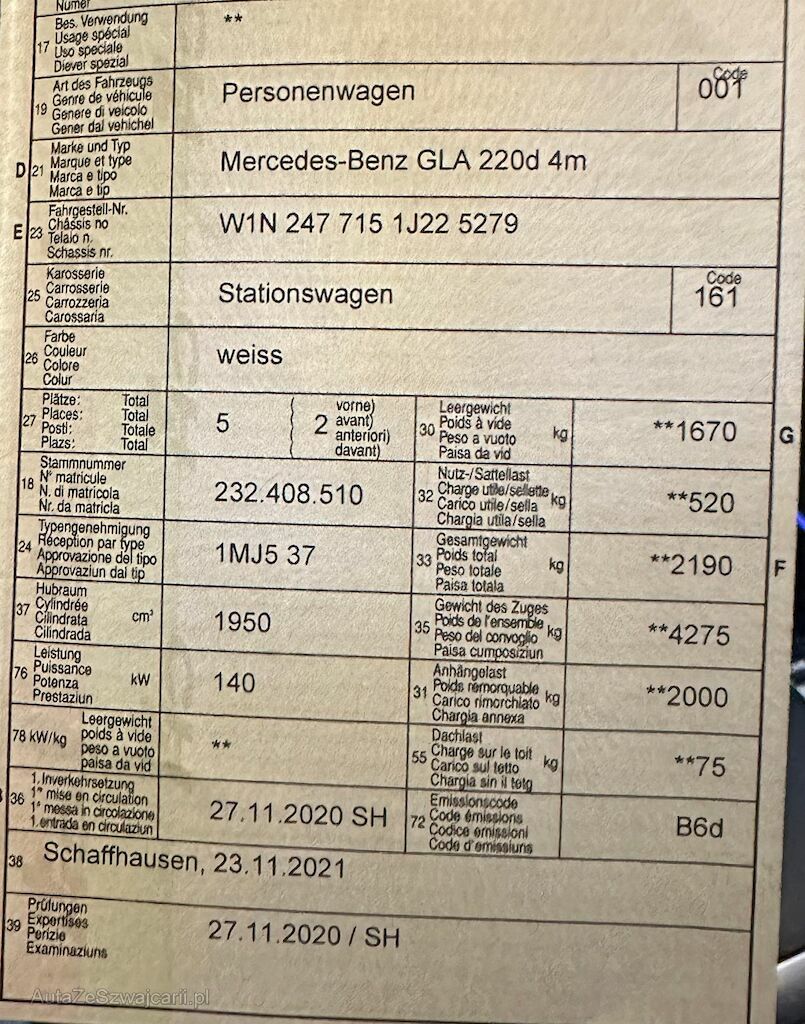 Numer
Bes. Verwendung
Usage spécial
17 Uso speciale **
Diever spezial
Art des Fahrzeugs Code
19 Genre de véhicule Personenwagen 001
Genere di veicolo
Gener dal vehichel
Marke und Typ
D 21 Marque et type Mercedes-Benz GLA 220d 4m
Marca e tipo
Marca e tip
Fahrgestell-Nr.
E 23 Châssis no W1N 247 715 1J22 5279
Telaio n.
Schassis nr.
Karosserie Code
25 Carrosserie Stationswagen 161
Carrozzeria
Carossaria
Farbe
26 Couleur weiss
Colore
Colur
Plätze: Total vorne)
27 Places: Total 5 ( 2 avant)
Posti: Totale anteriori)
Plazs: Total davant)
Leergewicht
30 Poids à vide kg **1670 G
Peso a vuoto
Paisa da vid
Stammnummer
18 N° matricule 232.408.510
N. di matricola
Nr. da matricla
Nutz-/Sattellast
32 Charge utile/sellette kg **520
Carico utile/sella
Chargia utila/sella
Typengenehmigung
24 Réception par type 1MJ5 37
Approvazione del tipo
Approvaziun dal tip
Gesamtgewicht
33 Poids total kg **2190 F
Peso totale
Paisa totala
Hubraum
37 Cylindrée cm³ 1950
Cilindrata
Cilindrada
Gewicht des Zuges
35 Poids de l'ensemble kg **4275
Peso del convoglio
Paisa cumposiziun
Leistung
76 Puissance kW 140
Potenza
Prestaziun
Anhängelast
31 Poids remorquable kg **2000
Carico rimorchiato
Chargia annexa
Leergewicht
78 kW/kg poids à vide **
peso a vuoto
paisa da vid
Dachlast
55 Charge sur le toit kg **75
Carico sul tetto
Chargia sin il tetg
1. Inverkehrsetzung
36 1re mise en circulation 27.11.2020 SH
1a messa in circolazione
1. entrada en circulaziun
Emissionscode
72 Code émissions B6d
Codice emissioni
Code d'emissiuns
38 Schaffhausen, 23.11.2021
Prüfungen
39 Expertises 27.11.2020 / SH
Perizie
Examinaziuns
AutaZeSzwajcarii.pl